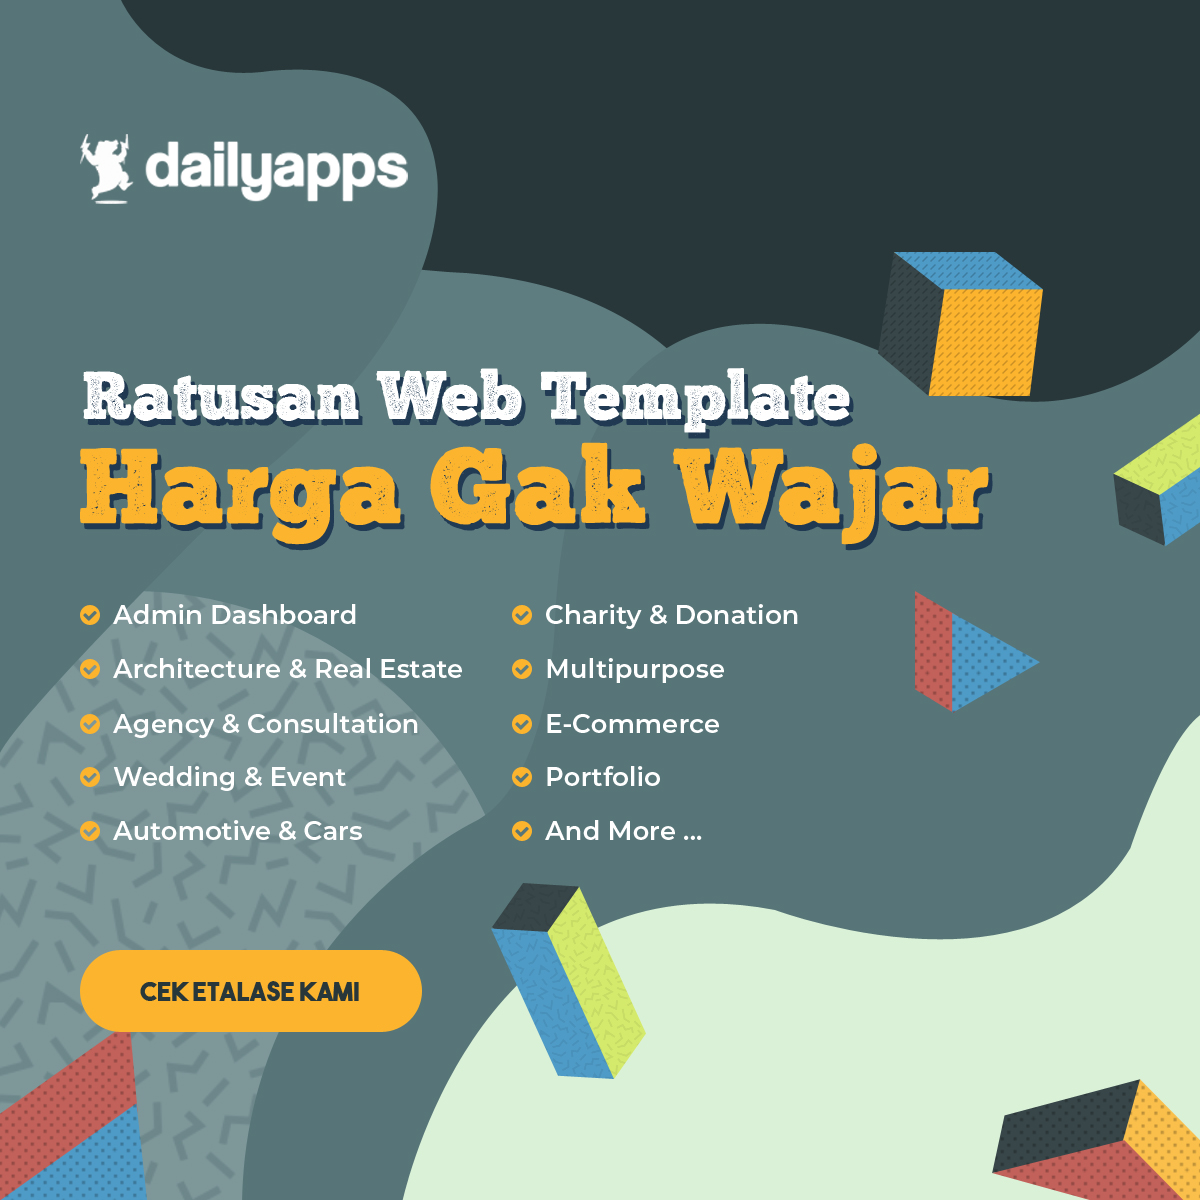 dailyapps
Ratusan Web Template
Harga Gak Wajar
Admin Dashboard
Architecture & Real Estate
Agency & Consultation
Wedding & Event
Automotive & Cars
Charity & Donation
Multipurpose
E-Commerce
Portfolio
And More ...
CEK ETALASE KAMI